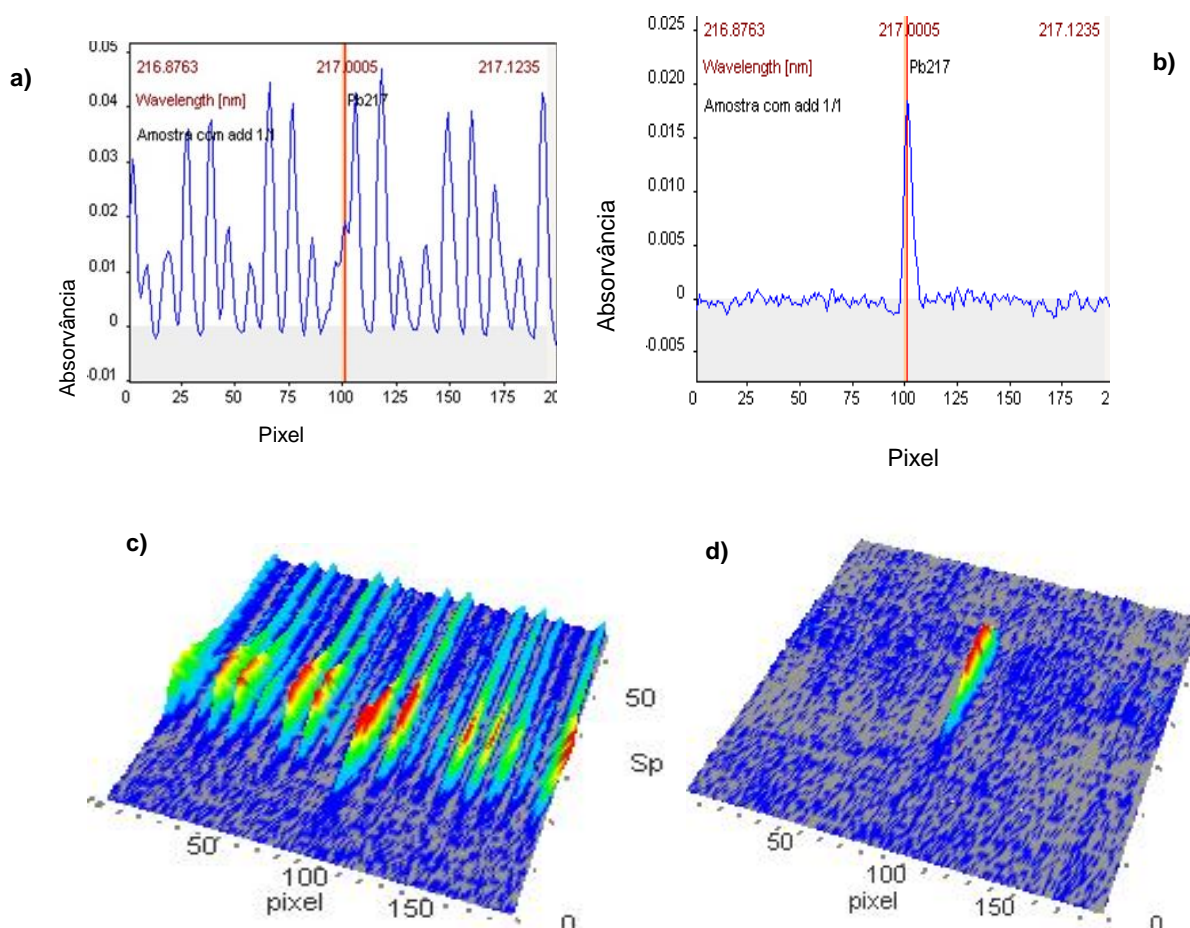 a)
0.05
0.04
0.03
0.02
0.01
0
-0.01
Absorvância
216.8763 217.0005 217.1235
Wavelength [nm]
Pb217
Amostra com add 1/1
0 25 50 75 100 125 150 175 20
Pixel
b)
0.025
0.020
0.015
0.010
0.005
0
-0.005
Absorvância
216.8763 217.0005 217.1235
Wavelength [nm]
Pb217
Amostra com add 1/1
0 25 50 75 100 125 150 175 2
Pixel
c)
50
Sp
50
100
150
0
pixel
d)
50
100
150
0
pixel